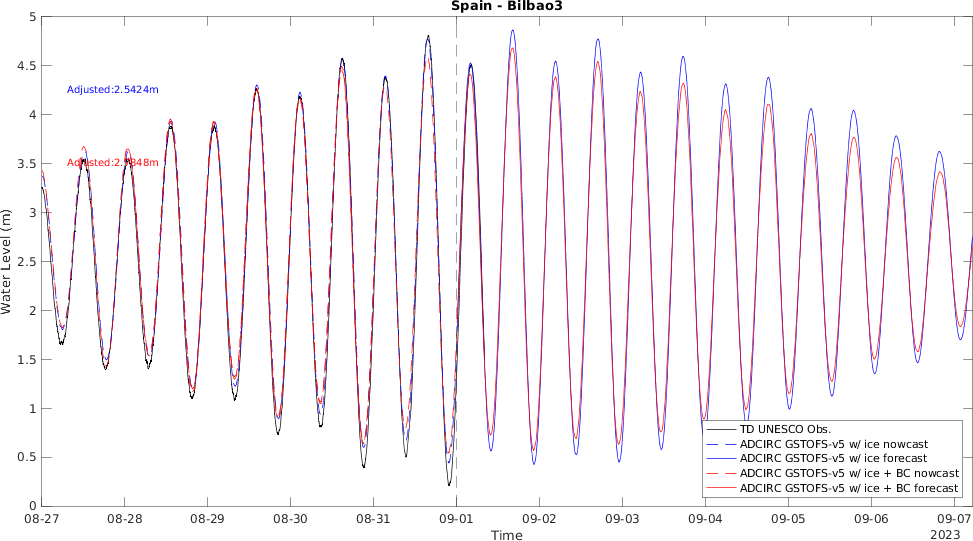 Spain - Bilbao3
Water Level (m)
5
4.5
4
3.5
3
2.5
2
1.5
1
0.5
0
Adjusted:2.5424m
TD UNESCO Obs.
ADCIRC GSTOFS-v5 w/ ice nowcast
ADCIRC GSTOFS-v5 w/ ice forecast
ADCIRC GSTOFS-v5 w/ ice + BC nowcast
ADCIRC GSTOFS-v5 w/ ice + BC forecast
08-27 08-28 08-29 08-30 08-31 09-01 09-02 09-03 09-04 09-05 09-06 09-07
2023
Time